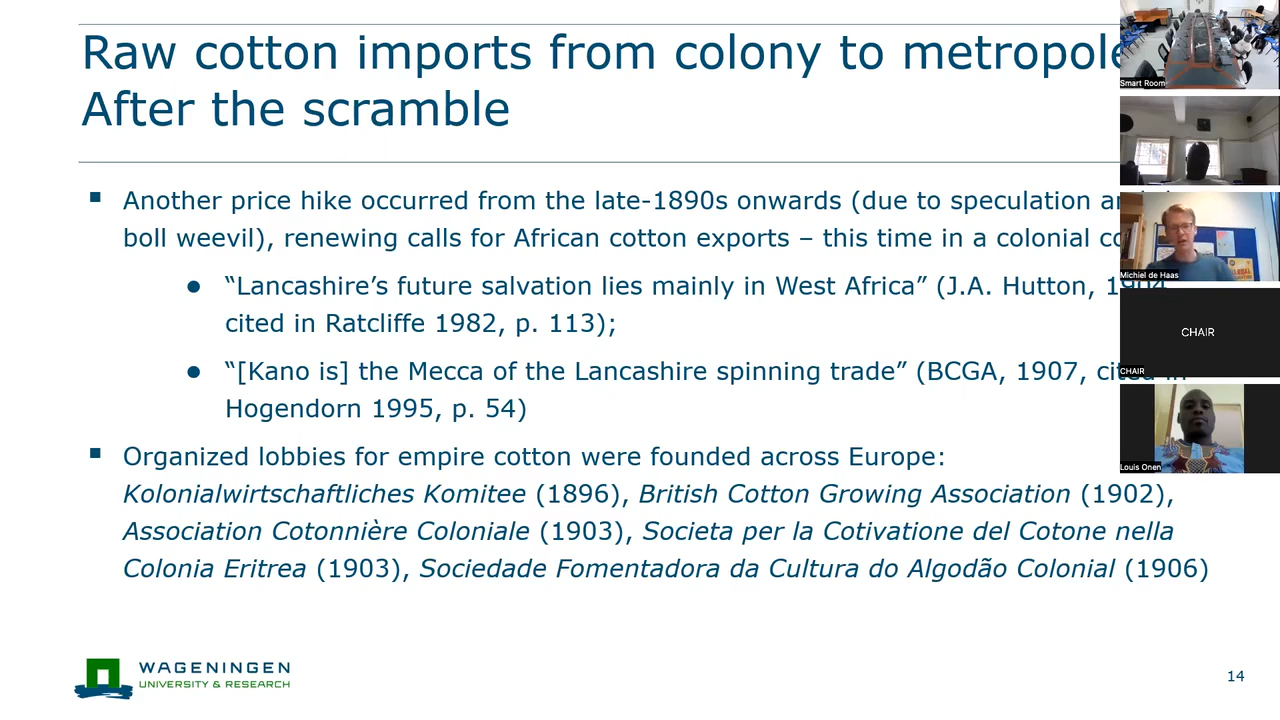 Raw cotton imports from colony to metropole
After the scramble
Another price hike occurred from the late-1890s onwards (due to speculation
boll weevil), renewing calls for African cotton exports – this time in a colonial
“Lancashire’s future salvation lies mainly in West Africa” (J.A. Hutton, 1904,
cited in Ratcliffe 1982, p. 113);
“[Kano is] the Mecca of the Lancashire spinning trade” (BCGA, 1907, cited in
Hogendorn 1995, p. 54)
Organized lobbies for empire cotton were founded across Europe:
Kolonialwirtschaftliches Komitee (1896), British Cotton Growing Association (1902),
Association Cotonnière Coloniale (1903), Societa per la Cotivatione del Cotone nella
Colonia Eritrea (1903), Sociedade Fomentadora da Cultura do Algodão Colonial (1906)
WAGENINGEN
UNIVERSITY & RESEARCH
14
Smart Room
Michiel de Haas
CHAIR
CHAIR
Louis Onen